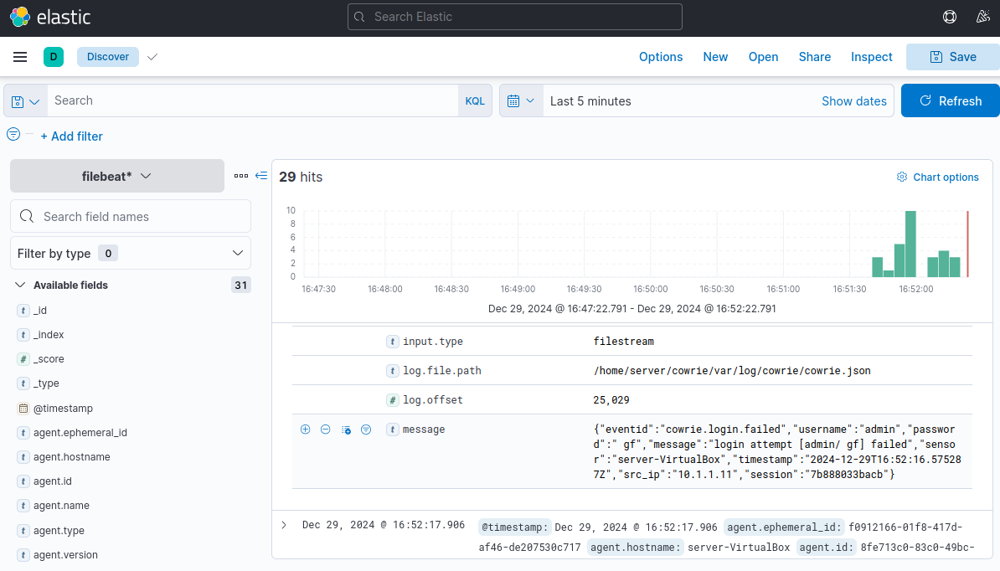 elastic
Search Elastic
D
Discover
Options
New
Open
Share
Inspect
Save
Search
KQL
Last 5 minutes
Show dates
Refresh
+ Add filter
filebeat*
29 hits
Chart options
Search field names
Filter by type 0
Available fields 31
t _id
t _index
# _score
t _type
@timestamp
t agent.ephemeral_id
t agent.hostname
t agent.id
t agent.name
t agent.type
t agent.version
10
8
6
4
2
0
16:47:30 16:48:00 16:48:30 16:49:00 16:49:30 16:50:00 16:50:30 16:51:00 16:51:30 16:52:00
Dec 29, 2024 @ 16:47:22.791 - Dec 29, 2024 @ 16:52:22.791
t input.type filestream
t log.file.path /home/server/cowrie/var/log/cowrie/cowrie.json
# log.offset 25,029
t message {"eventid":"cowrie.login.failed","username":"admin","passwor
d":" gf","message":"login attempt [admin/ gf] failed","senso
r":"server-VirtualBox","timestamp":"2024-12-29T16:52:16.57528
7Z","src_ip":"10.1.1.11","session":"7b888033bacb"}
Dec 29, 2024 @ 16:52:17.906 @timestamp: Dec 29, 2024 @ 16:52:17.906 agent.ephemeral_id: f0912166-01f8-417d-
af46-de207530c717 agent.hostname: server-VirtualBox agent.id: 8fe713c0-83c0-49bc-